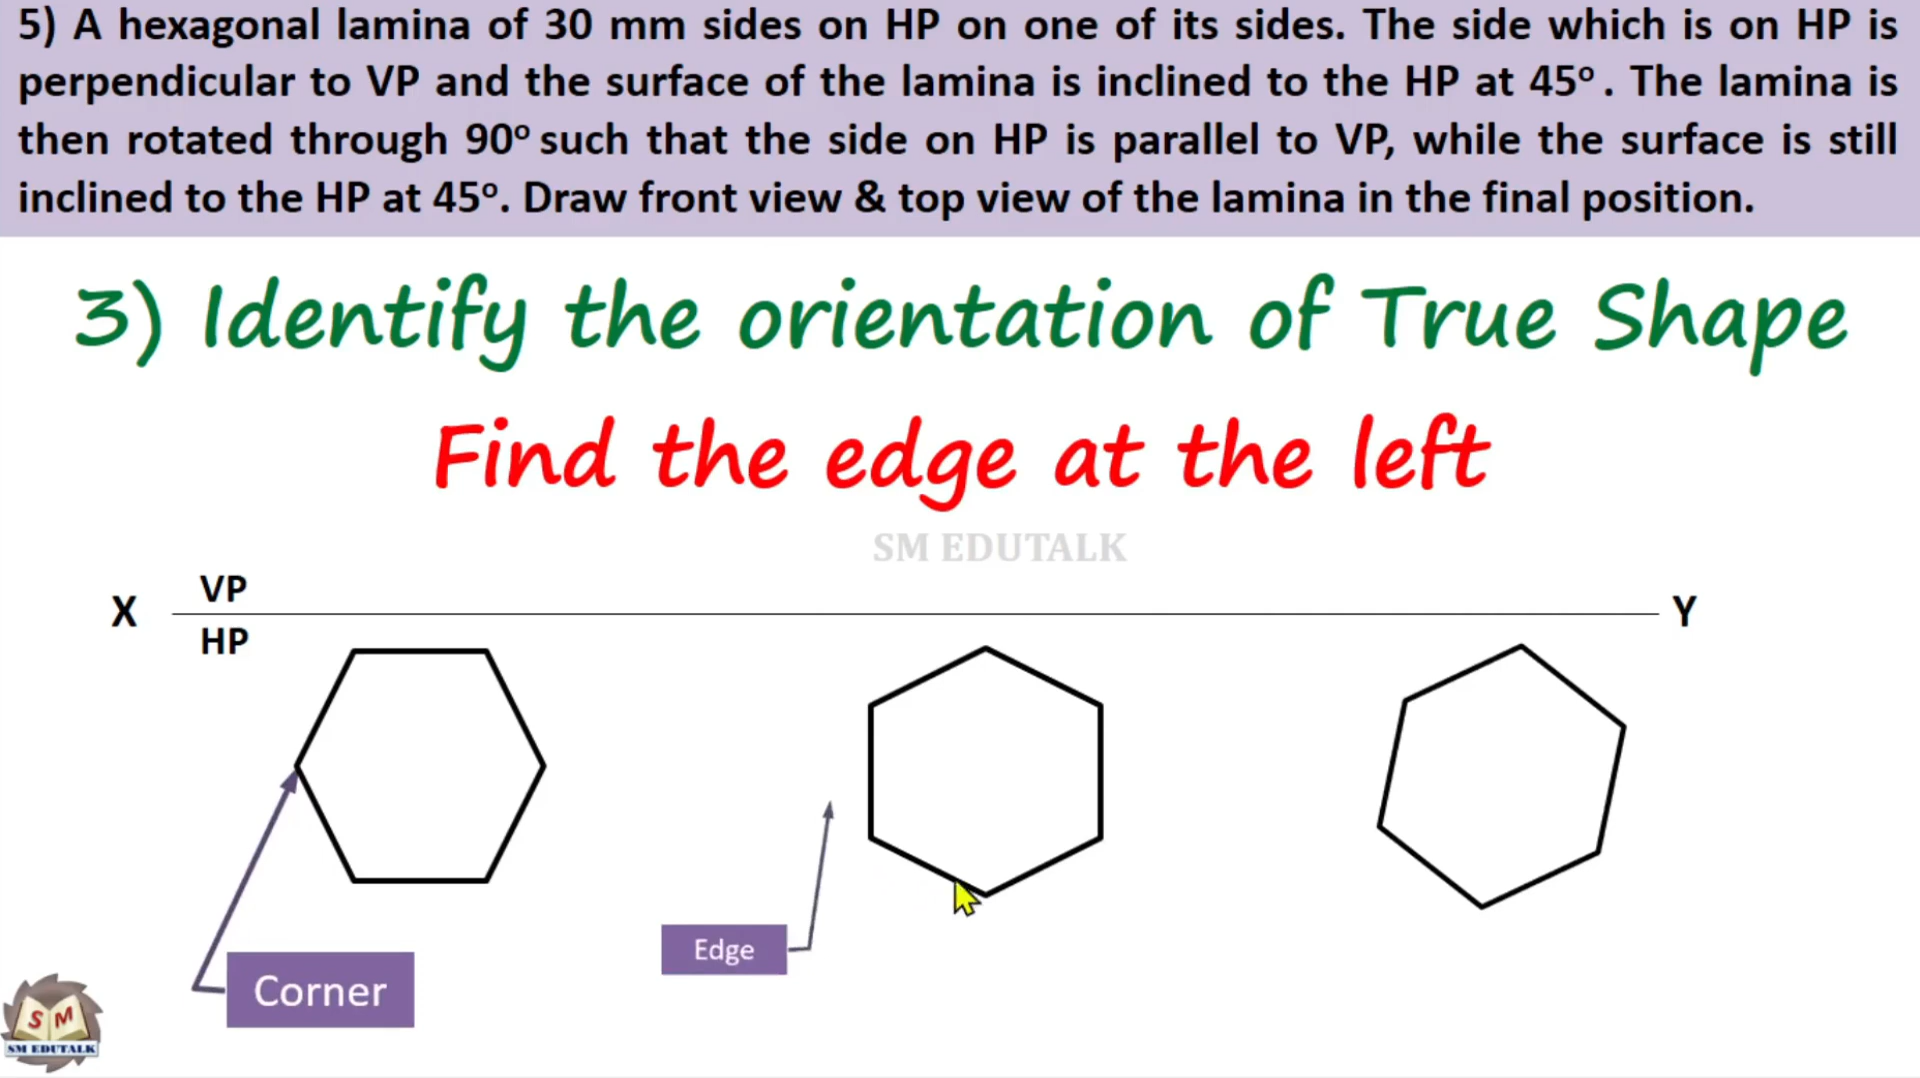 5) A hexagonal lamina of 30 mm sides on HP on one of its sides. The side which is on HP is
perpendicular to VP and the surface of the lamina is inclined to the HP at 45º . The lamina is
then rotated through 90º such that the side on HP is parallel to VP, while the surface is still
inclined to the HP at 45º. Draw front view & top view of the lamina in the final position.
3) Identify the orientation of True Shape
Find the edge at the left
SM EDUTALK
VP
X
Y
HP
Edge
Corner
S M
SM EDUTALK